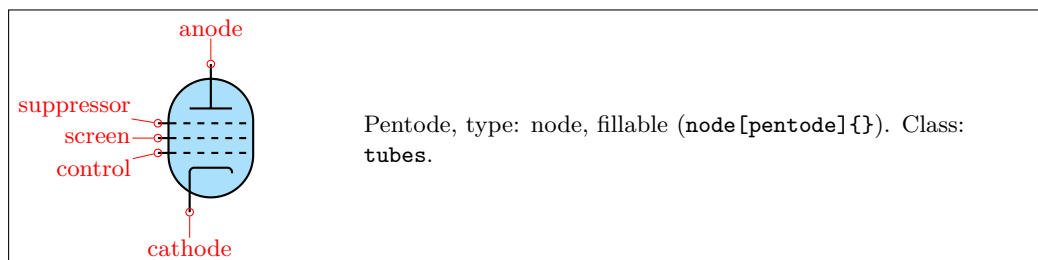 anode
suppressor
screen
control
cathode
Pentode, type: node, fillable (node[pentode]{}). Class:
tubes.